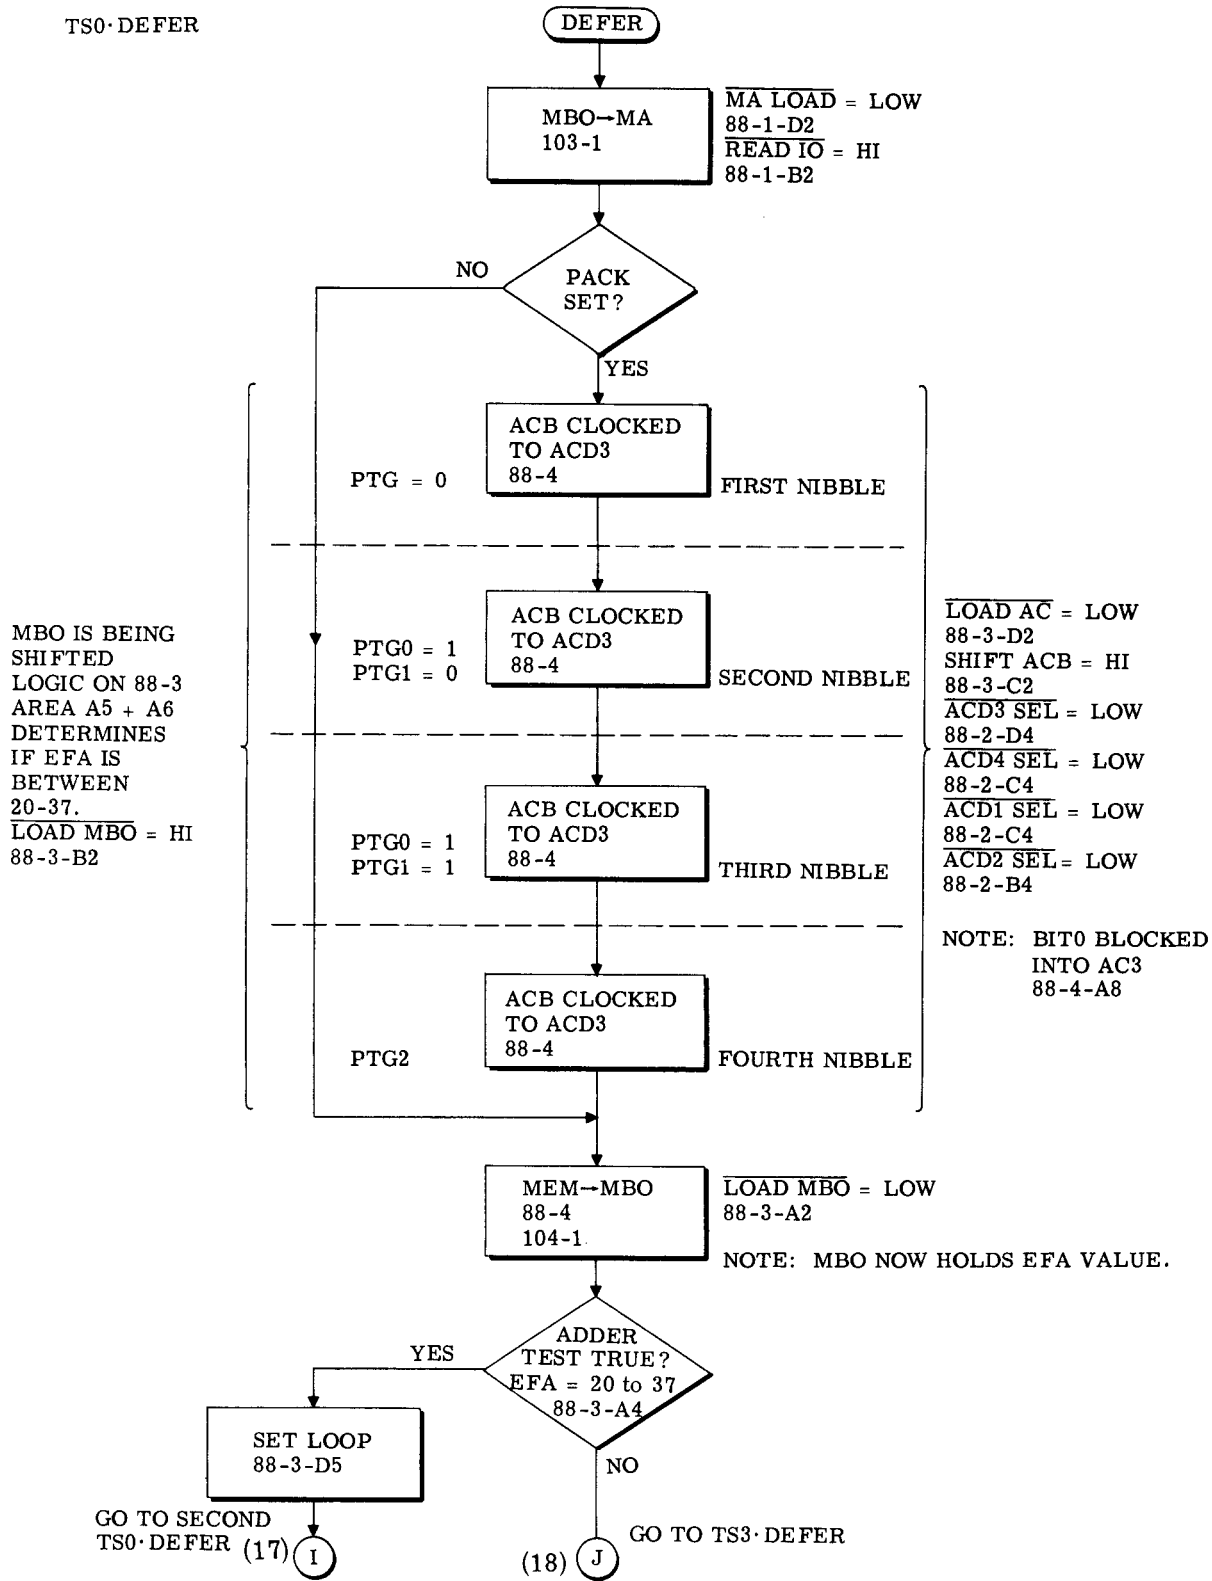 TS0·DEFER
DEFER
MBO→MA
103-1
MA LOAD = LOW
88-1-D2
READ IO = HI
88-1-B2
PACK
SET?
NO
YES
ACB CLOCKED
TO ACD3
88-4
PTG = 0
FIRST NIBBLE
ACB CLOCKED
TO ACD3
88-4
PTG0 = 1
PTG1 = 0
SECOND NIBBLE
ACB CLOCKED
TO ACD3
88-4
PTG0 = 1
PTG1 = 1
THIRD NIBBLE
ACB CLOCKED
TO ACD3
88-4
PTG2
FOURTH NIBBLE
MBO IS BEING
SHIFTED
LOGIC ON 88-3
AREA A5 + A6
DETERMINES
IF EFA IS
BETWEEN
20-37.
LOAD MBO = HI
88-3-B2
LOAD AC = LOW
88-3-D2
SHIFT ACB = HI
88-3-C2
ACD3 SEL = LOW
88-2-D4
ACD4 SEL = LOW
88-2-C4
ACD1 SEL = LOW
88-2-C4
ACD2 SEL = LOW
88-2-B4
NOTE: BIT0 BLOCKED
INTO AC3
88-4-A8
MEM→MBO
88-4
104-1
LOAD MBO = LOW
88-3-A2
NOTE: MBO NOW HOLDS EFA VALUE.
ADDER
TEST TRUE?
EFA = 20 to 37
88-3-A4
YES
NO
SET LOOP
88-3-D5
GO TO SECOND
TS0·DEFER (17) I
GO TO TS3·DEFER
(18) J